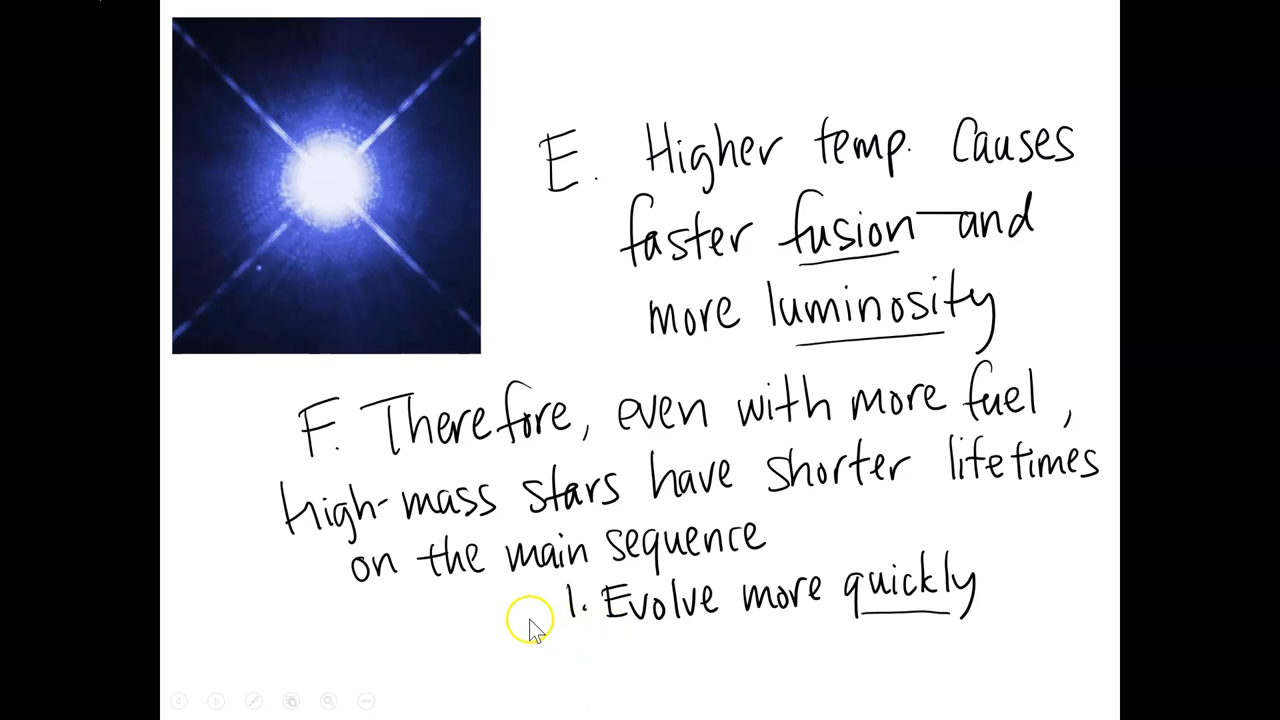 E. Higher temp. causes
faster fusion and
more luminosity
F. Therefore, even with more fuel,
high-mass stars have shorter lifetimes
on the main sequence
1. Evolve more quickly